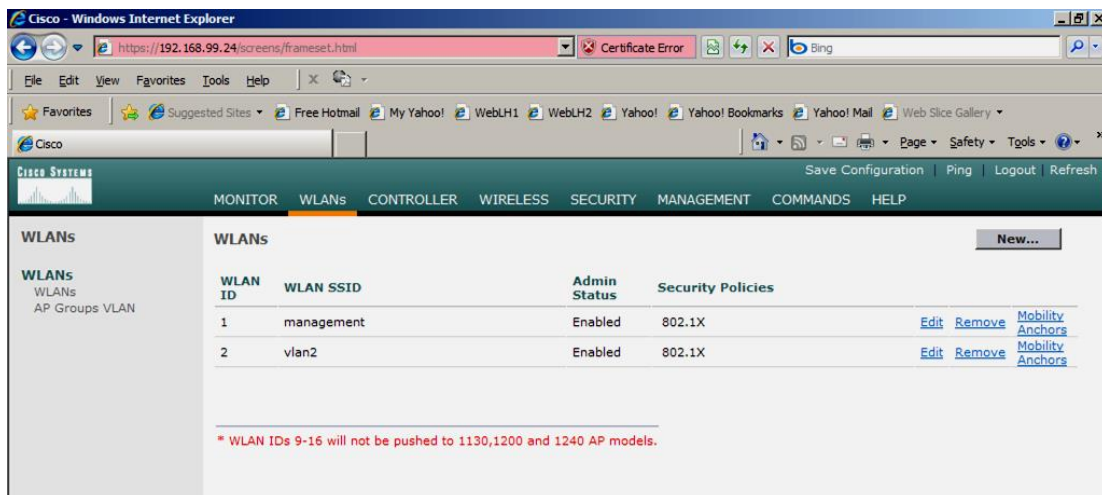 Cisco - Windows Internet Explorer
https://192.168.99.24/screens/frameset.html Certificate Error Bing
File Edit View Favorites Tools Help
Favorites Suggested Sites Free Hotmail My Yahoo! WebLH1 WebLH2 Yahoo! Yahoo! Bookmarks Yahoo! Mail Web Slice Gallery
Cisco Page Safety Tools
CISCO SYSTEMS
Save Configuration | Ping | Logout | Refresh
MONITOR WLANs CONTROLLER WIRELESS SECURITY MANAGEMENT COMMANDS HELP
WLANs
WLANs
WLANs
AP Groups VLAN
WLANs New...
WLAN ID WLAN SSID Admin Status Security Policies
1 management Enabled 802.1X Edit Remove Mobility Anchors
2 vlan2 Enabled 802.1X Edit Remove Mobility Anchors
* WLAN IDs 9-16 will not be pushed to 1130,1200 and 1240 AP models.